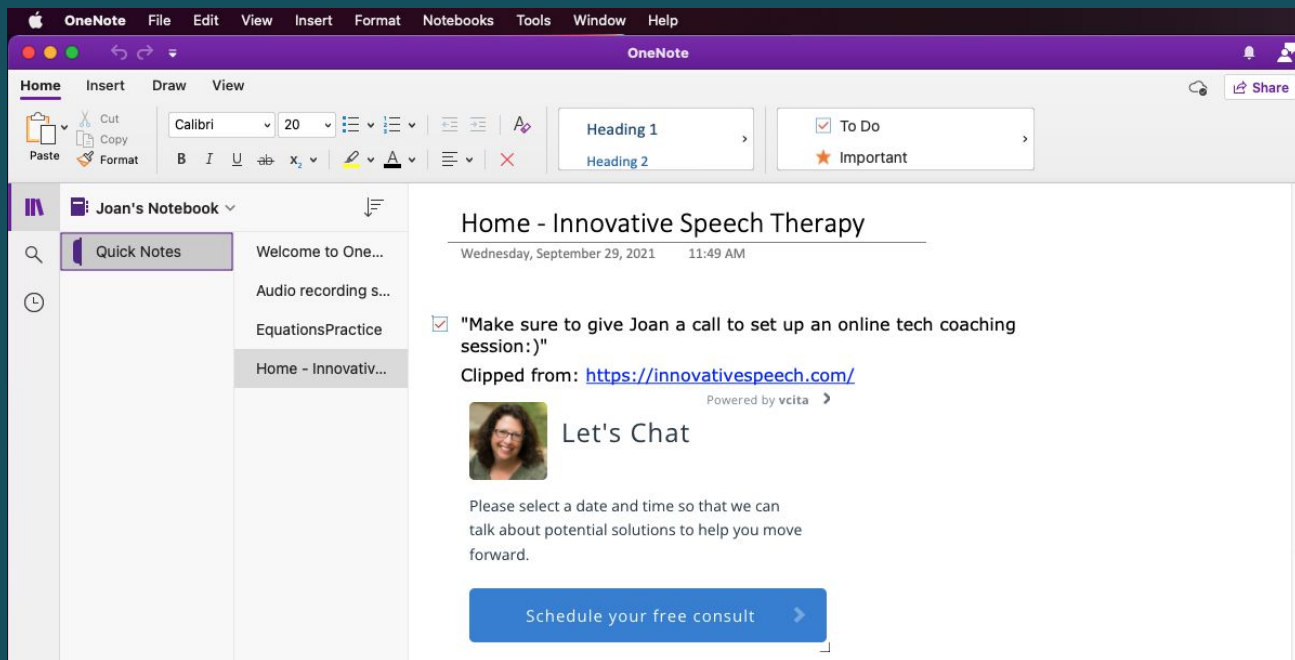 OneNote File Edit View Insert Format Notebooks Tools Window Help
OneNote
Home Insert Draw View
Share
Paste
Cut
Copy
Format
Calibri
20
B I U ab x₂ A
Heading 1
Heading 2
To Do
Important
Joan's Notebook
Quick Notes
Welcome to One...
Audio recording s...
EquationsPractice
Home - Innovativ...
Home - Innovative Speech Therapy
Wednesday, September 29, 2021 11:49 AM
"Make sure to give Joan a call to set up an online tech coaching
session:)"
Clipped from: https://innovativespeech.com/
Powered by vcita
Let's Chat
Please select a date and time so that we can
talk about potential solutions to help you move
forward.
Schedule your free consult